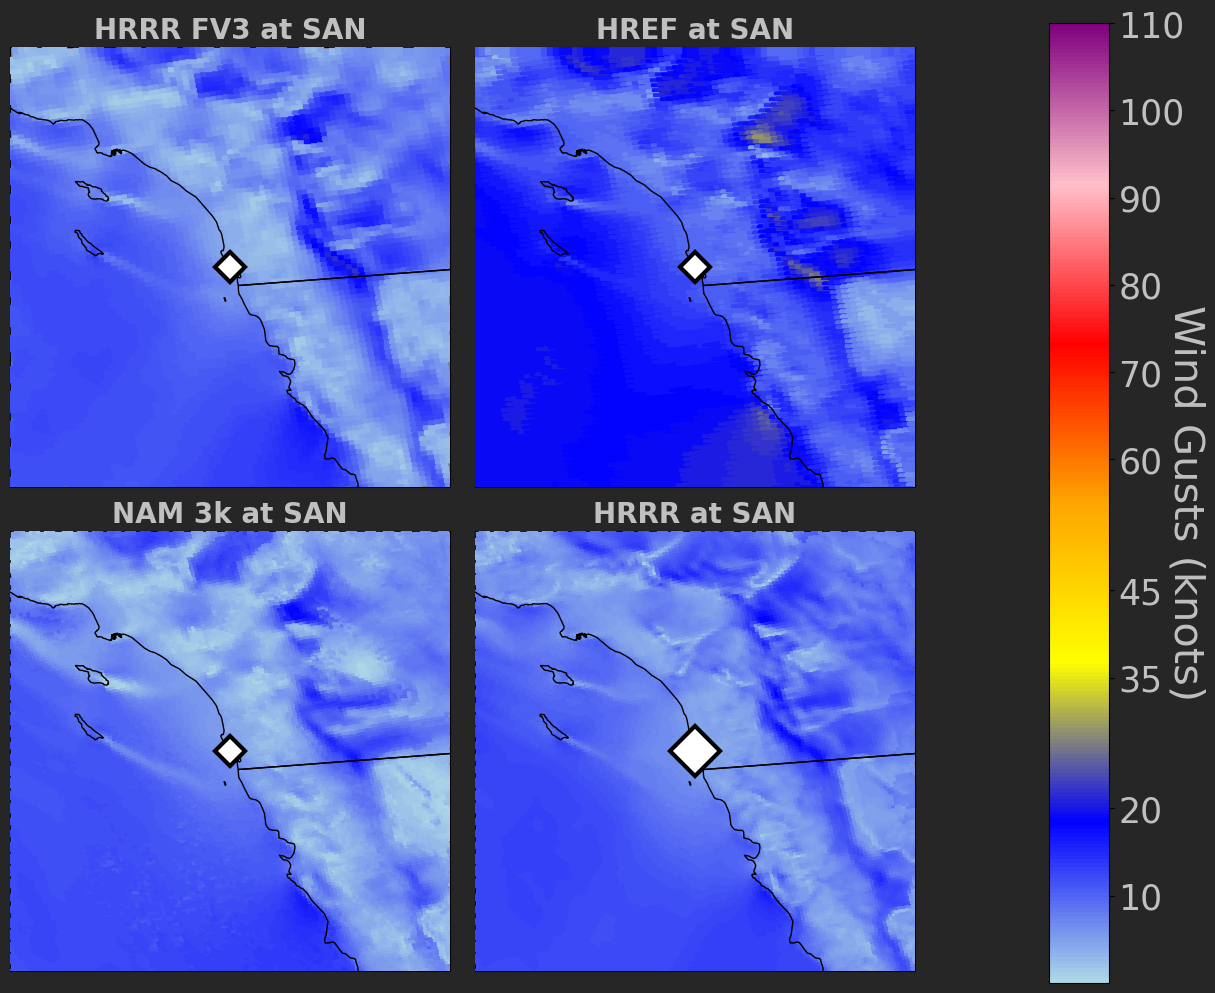 HRRR FV3 at SAN
HREF at SAN
NAM 3k at SAN
HRRR at SAN
110
100
90
80
70
60
45
35
20
10
Wind Gusts (knots)